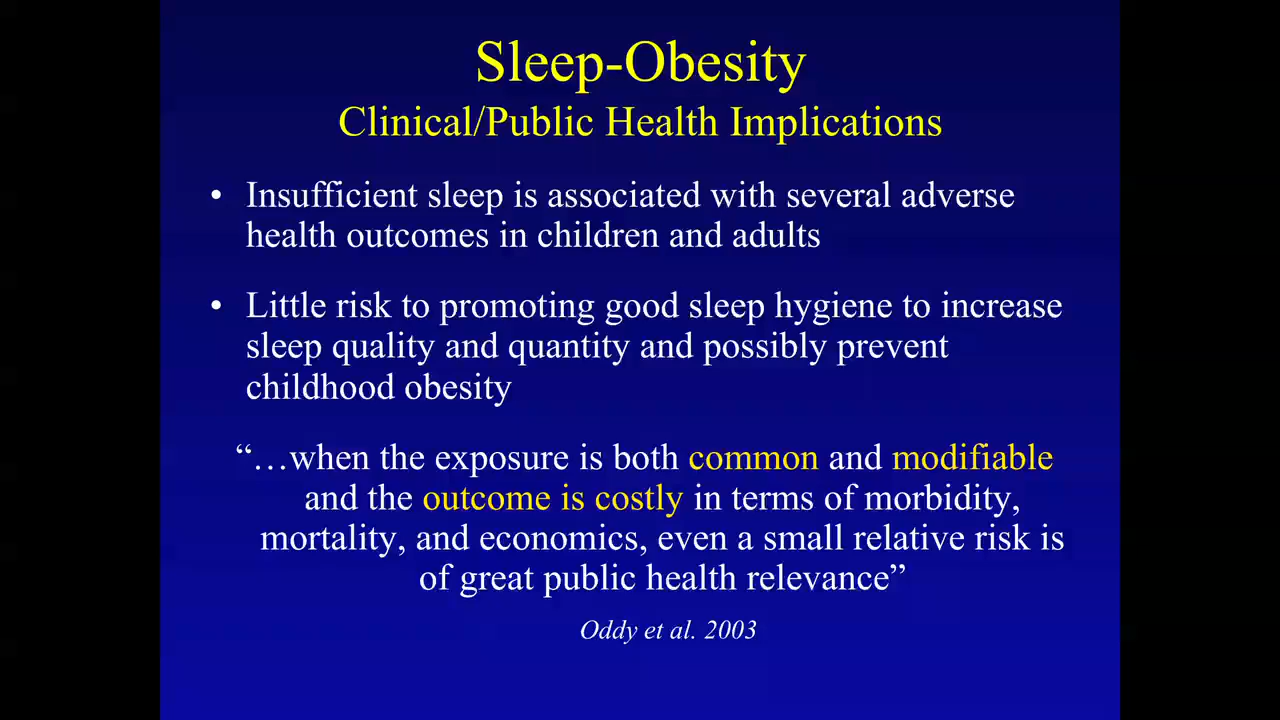 Sleep-Obesity
Clinical/Public Health Implications
• Insufficient sleep is associated with several adverse
health outcomes in children and adults
• Little risk to promoting good sleep hygiene to increase
sleep quality and quantity and possibly prevent
childhood obesity
“…when the exposure is both common and modifiable
and the outcome is costly in terms of morbidity,
mortality, and economics, even a small relative risk is
of great public health relevance”
Oddy et al. 2003